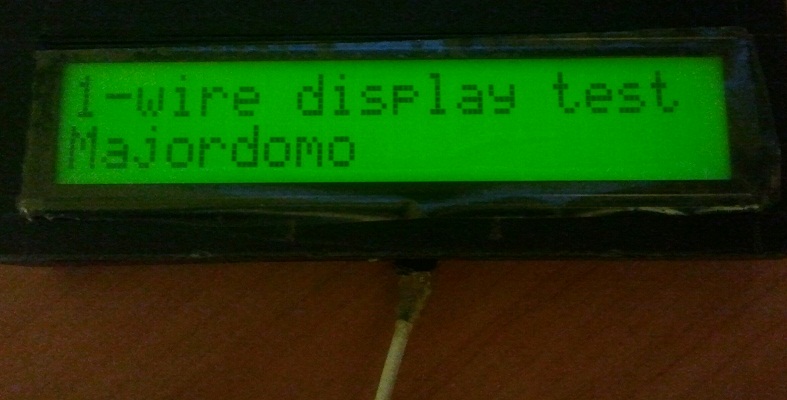 1-wire display test
Majordomo